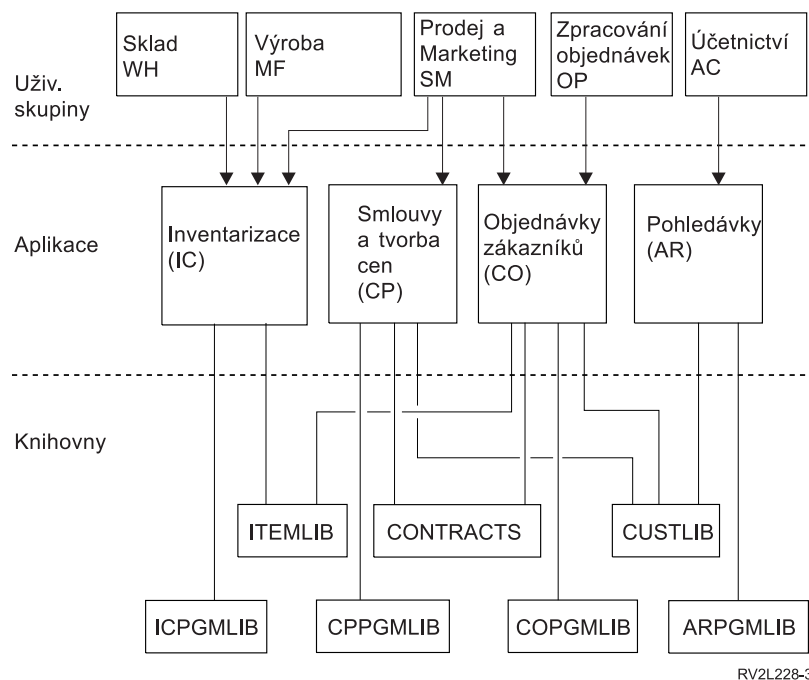 Uživ.
skupiny
Sklad
WH
Výroba
MF
Prodej a
Marketing
SM
Zpracování
objednávek
OP
Účetnictví
AC
Aplikace
Inventarizace
(IC)
Smlouvy
a tvorba
cen
(CP)
Objednávky
zákazníků
(CO)
Pohledávky
(AR)
Knihovny
ITEMLIB
CONTRACTS
CUSTLIB
ICPGMLIB
CPPGMLIB
COPGMLIB
ARPGMLIB
RV2L228-3